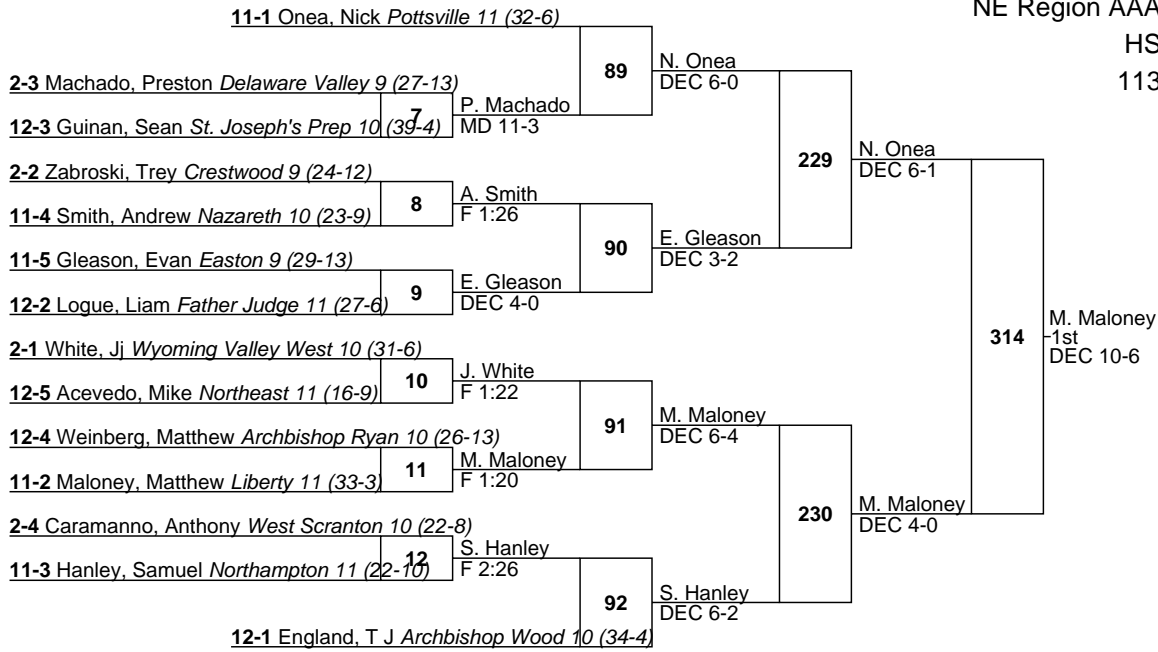 NE Region AAA
HS
113
11-1 Onea, Nick Pottsville 11 (32-6)
89
N. Onea
DEC 6-0
2-3 Machado, Preston Delaware Valley 9 (27-13)
7
P. Machado
MD 11-3
12-3 Guinan, Sean St. Joseph's Prep 10 (39-4)
229
N. Onea
DEC 6-1
2-2 Zabroski, Trey Crestwood 9 (24-12)
8
A. Smith
F 1:26
11-4 Smith, Andrew Nazareth 10 (23-9)
90
E. Gleason
DEC 3-2
11-5 Gleason, Evan Easton 9 (29-13)
9
E. Gleason
DEC 4-0
12-2 Logue, Liam Father Judge 11 (27-6)
314
M. Maloney
1st
DEC 10-6
2-1 White, Jj Wyoming Valley West 10 (31-6)
10
J. White
F 1:22
12-5 Acevedo, Mike Northeast 11 (16-9)
91
M. Maloney
DEC 6-4
12-4 Weinberg, Matthew Archbishop Ryan 10 (26-13)
11
M. Maloney
F 1:20
11-2 Maloney, Matthew Liberty 11 (33-3)
230
M. Maloney
DEC 4-0
2-4 Caramanno, Anthony West Scranton 10 (22-8)
12
S. Hanley
F 2:26
11-3 Hanley, Samuel Northampton 11 (22-10)
92
S. Hanley
DEC 6-2
12-1 England, T J Archbishop Wood 10 (34-4)